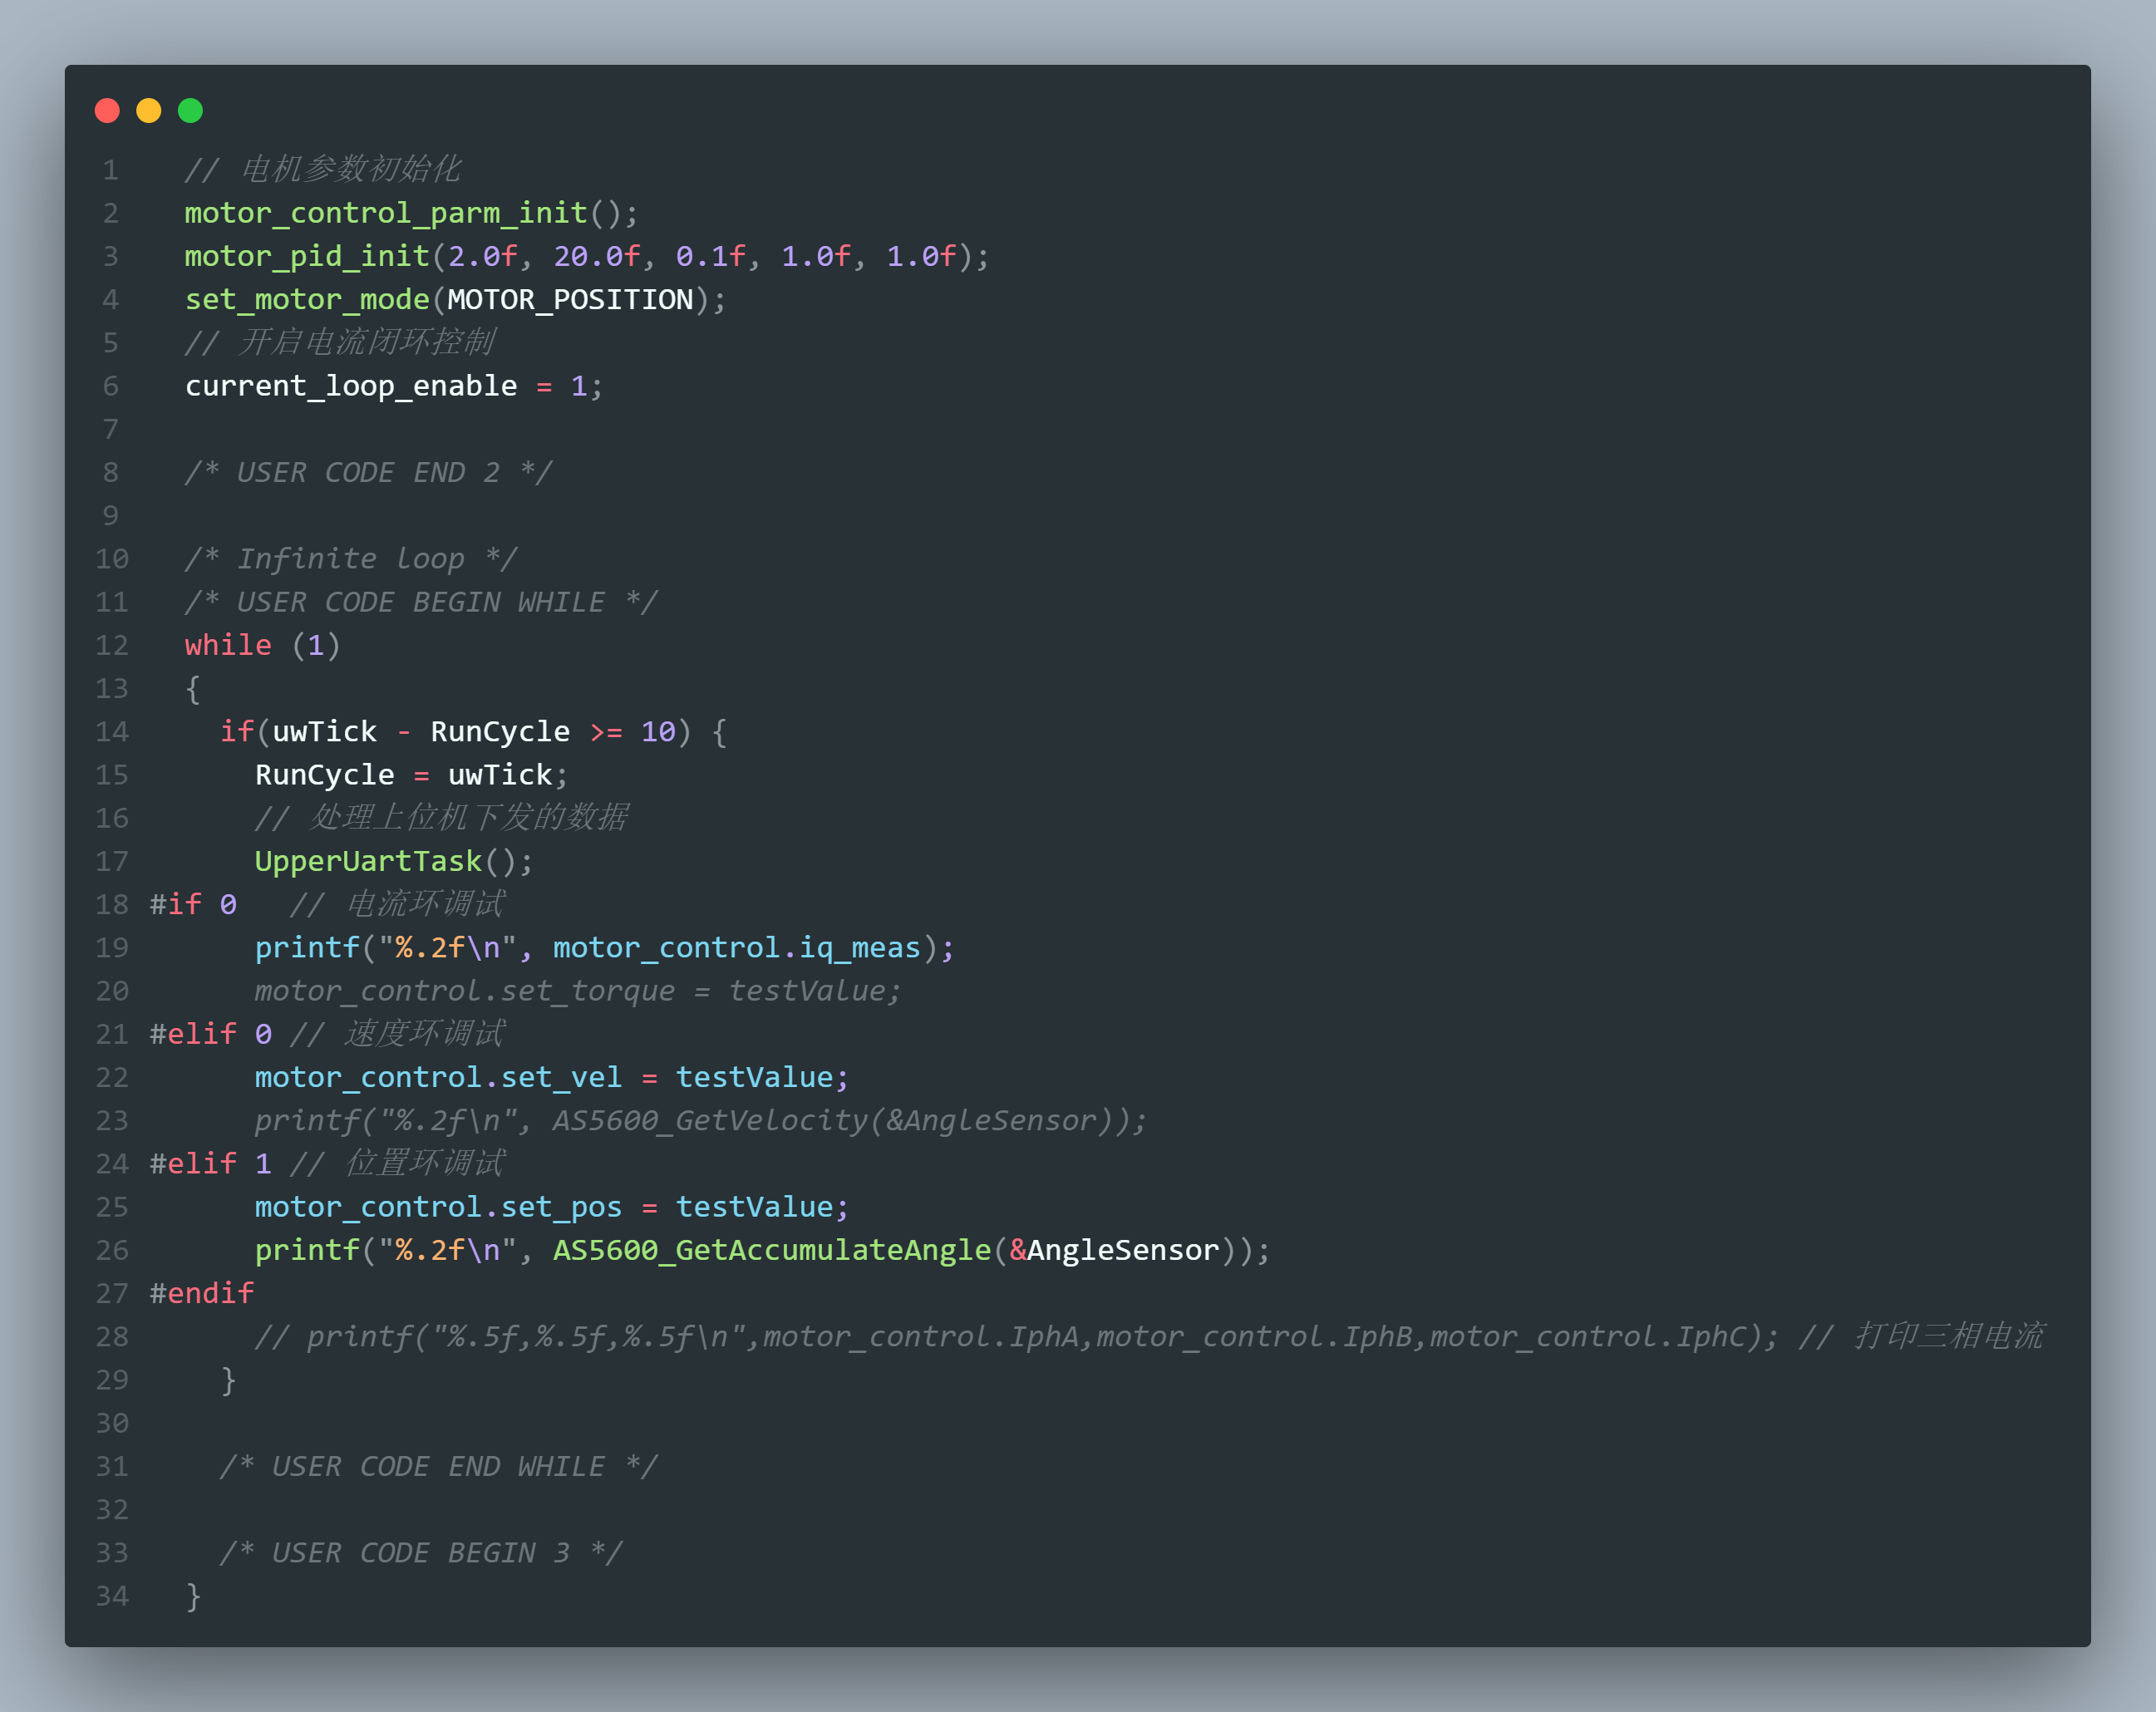 1 // 电机参数初始化
2 motor_control_parm_init();
3 motor_pid_init(2.0f, 20.0f, 0.1f, 1.0f, 1.0f);
4 set_motor_mode(MOTOR_POSITION);
5 // 开启电流闭环控制
6 current_loop_enable = 1;
7
8 /* USER CODE END 2 */
9
10 /* Infinite loop */
11 /* USER CODE BEGIN WHILE */
12 while (1)
13 {
14 if(uwTick - RunCycle >= 10) {
15 RunCycle = uwTick;
16 // 处理上位机下发的数据
17 UpperUartTask();
18 #if 0 // 电流环调试
19 printf("%.2f\n", motor_control.iq_meas);
20 motor_control.set_torque = testValue;
21 #elif 0 // 速度环调试
22 motor_control.set_vel = testValue;
23 printf("%.2f\n", AS5600_GetVelocity(&AngleSensor));
24 #elif 1 // 位置环调试
25 motor_control.set_pos = testValue;
26 printf("%.2f\n", AS5600_GetAccumulateAngle(&AngleSensor));
27 #endif
28 // printf("%.5f,%.5f,%.5f\n",motor_control.IphA,motor_control.IphB,motor_control.IphC); // 打印三相电流
29 }
30
31 /* USER CODE END WHILE */
32
33 /* USER CODE BEGIN 3 */
34 }